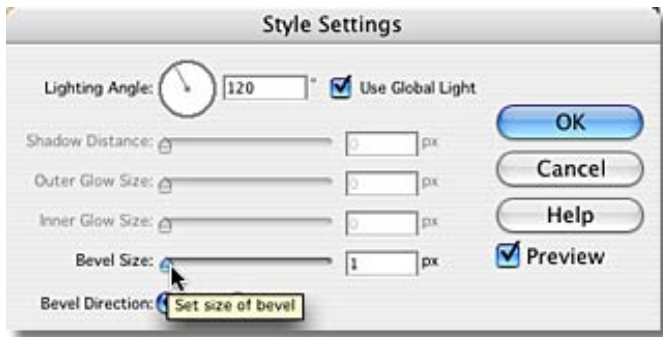 Style Settings
Lighting Angle: 120 ° Use Global Light
OK
Shadow Distance: 0 px
Cancel
Outer Glow Size: 0 px
Inner Glow Size: 0 px
Help
Bevel Size: 1 px
Preview
Bevel Direction:
Set size of bevel